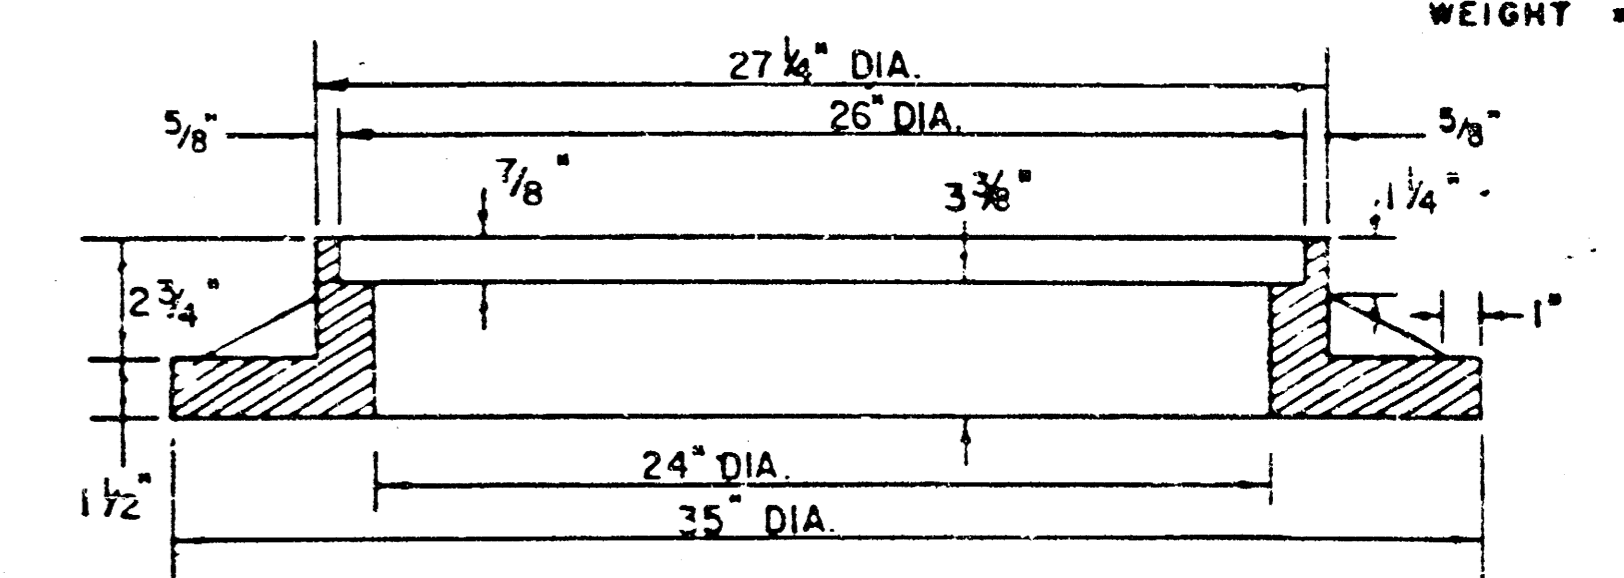 WEIGHT
27 1/4" DIA.
5/8" 26" DIA. 5/8"
7/8" 3 3/8" 1 1/4"
2 3/4" 1"
24" DIA.
1 1/2" 35" DIA.